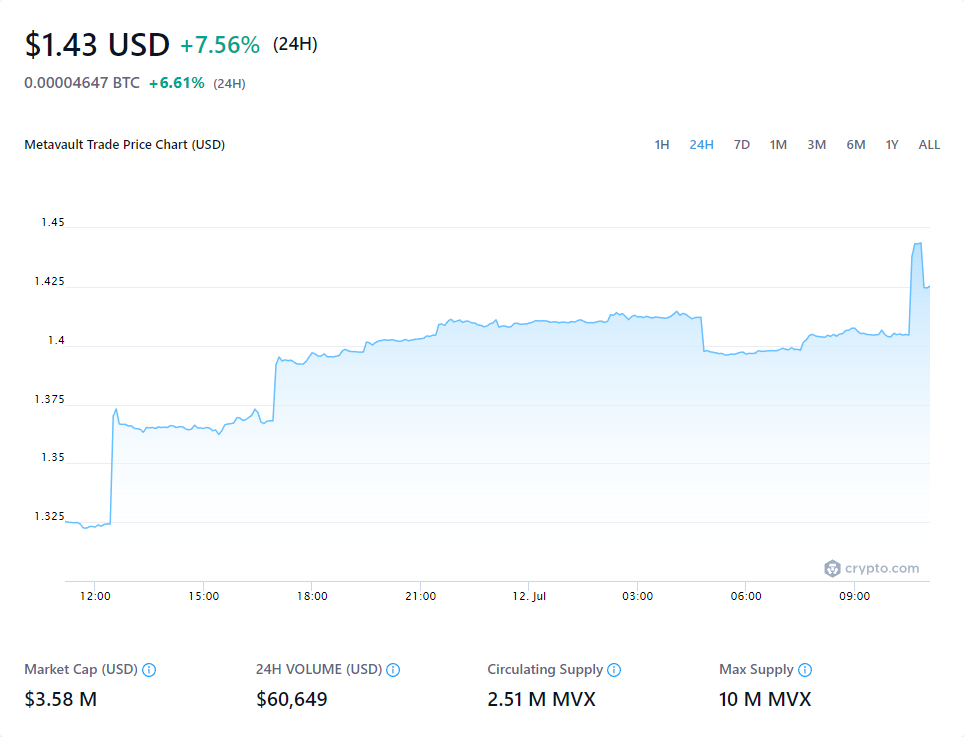 $1.43 USD +7.56% (24H)
0.00004647 BTC +6.61% (24H)
Metavault Trade Price Chart (USD)
1H 24H 7D 1M 3M 6M 1Y ALL
1.45
1.425
1.4
1.375
1.35
1.325
crypto.com
12:00 15:00 18:00 21:00 12. Jul 03:00 06:00 09:00
Market Cap (USD) 24H VOLUME (USD) Circulating Supply Max Supply
$3.58 M $60,649 2.51 M MVX 10 M MVX